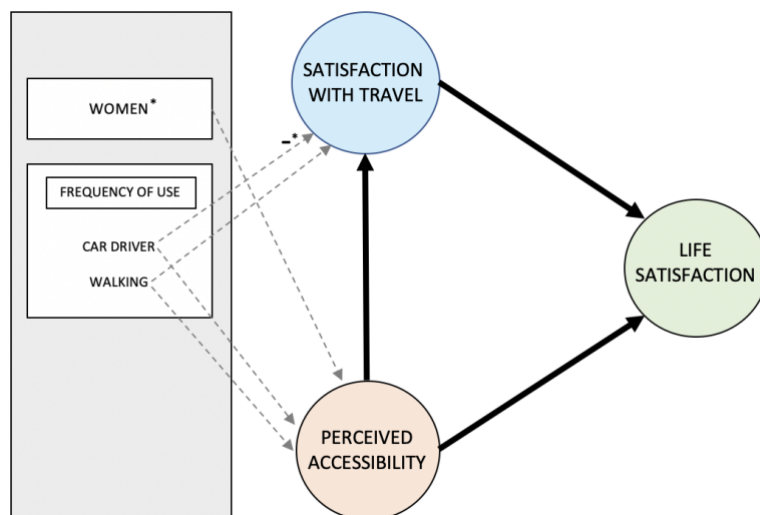 SATISFACTION
WITH TRAVEL
WOMEN*
–*
FREQUENCY OF USE
CAR DRIVER
WALKING
LIFE
SATISFACTION
PERCEIVED
ACCESSIBILITY